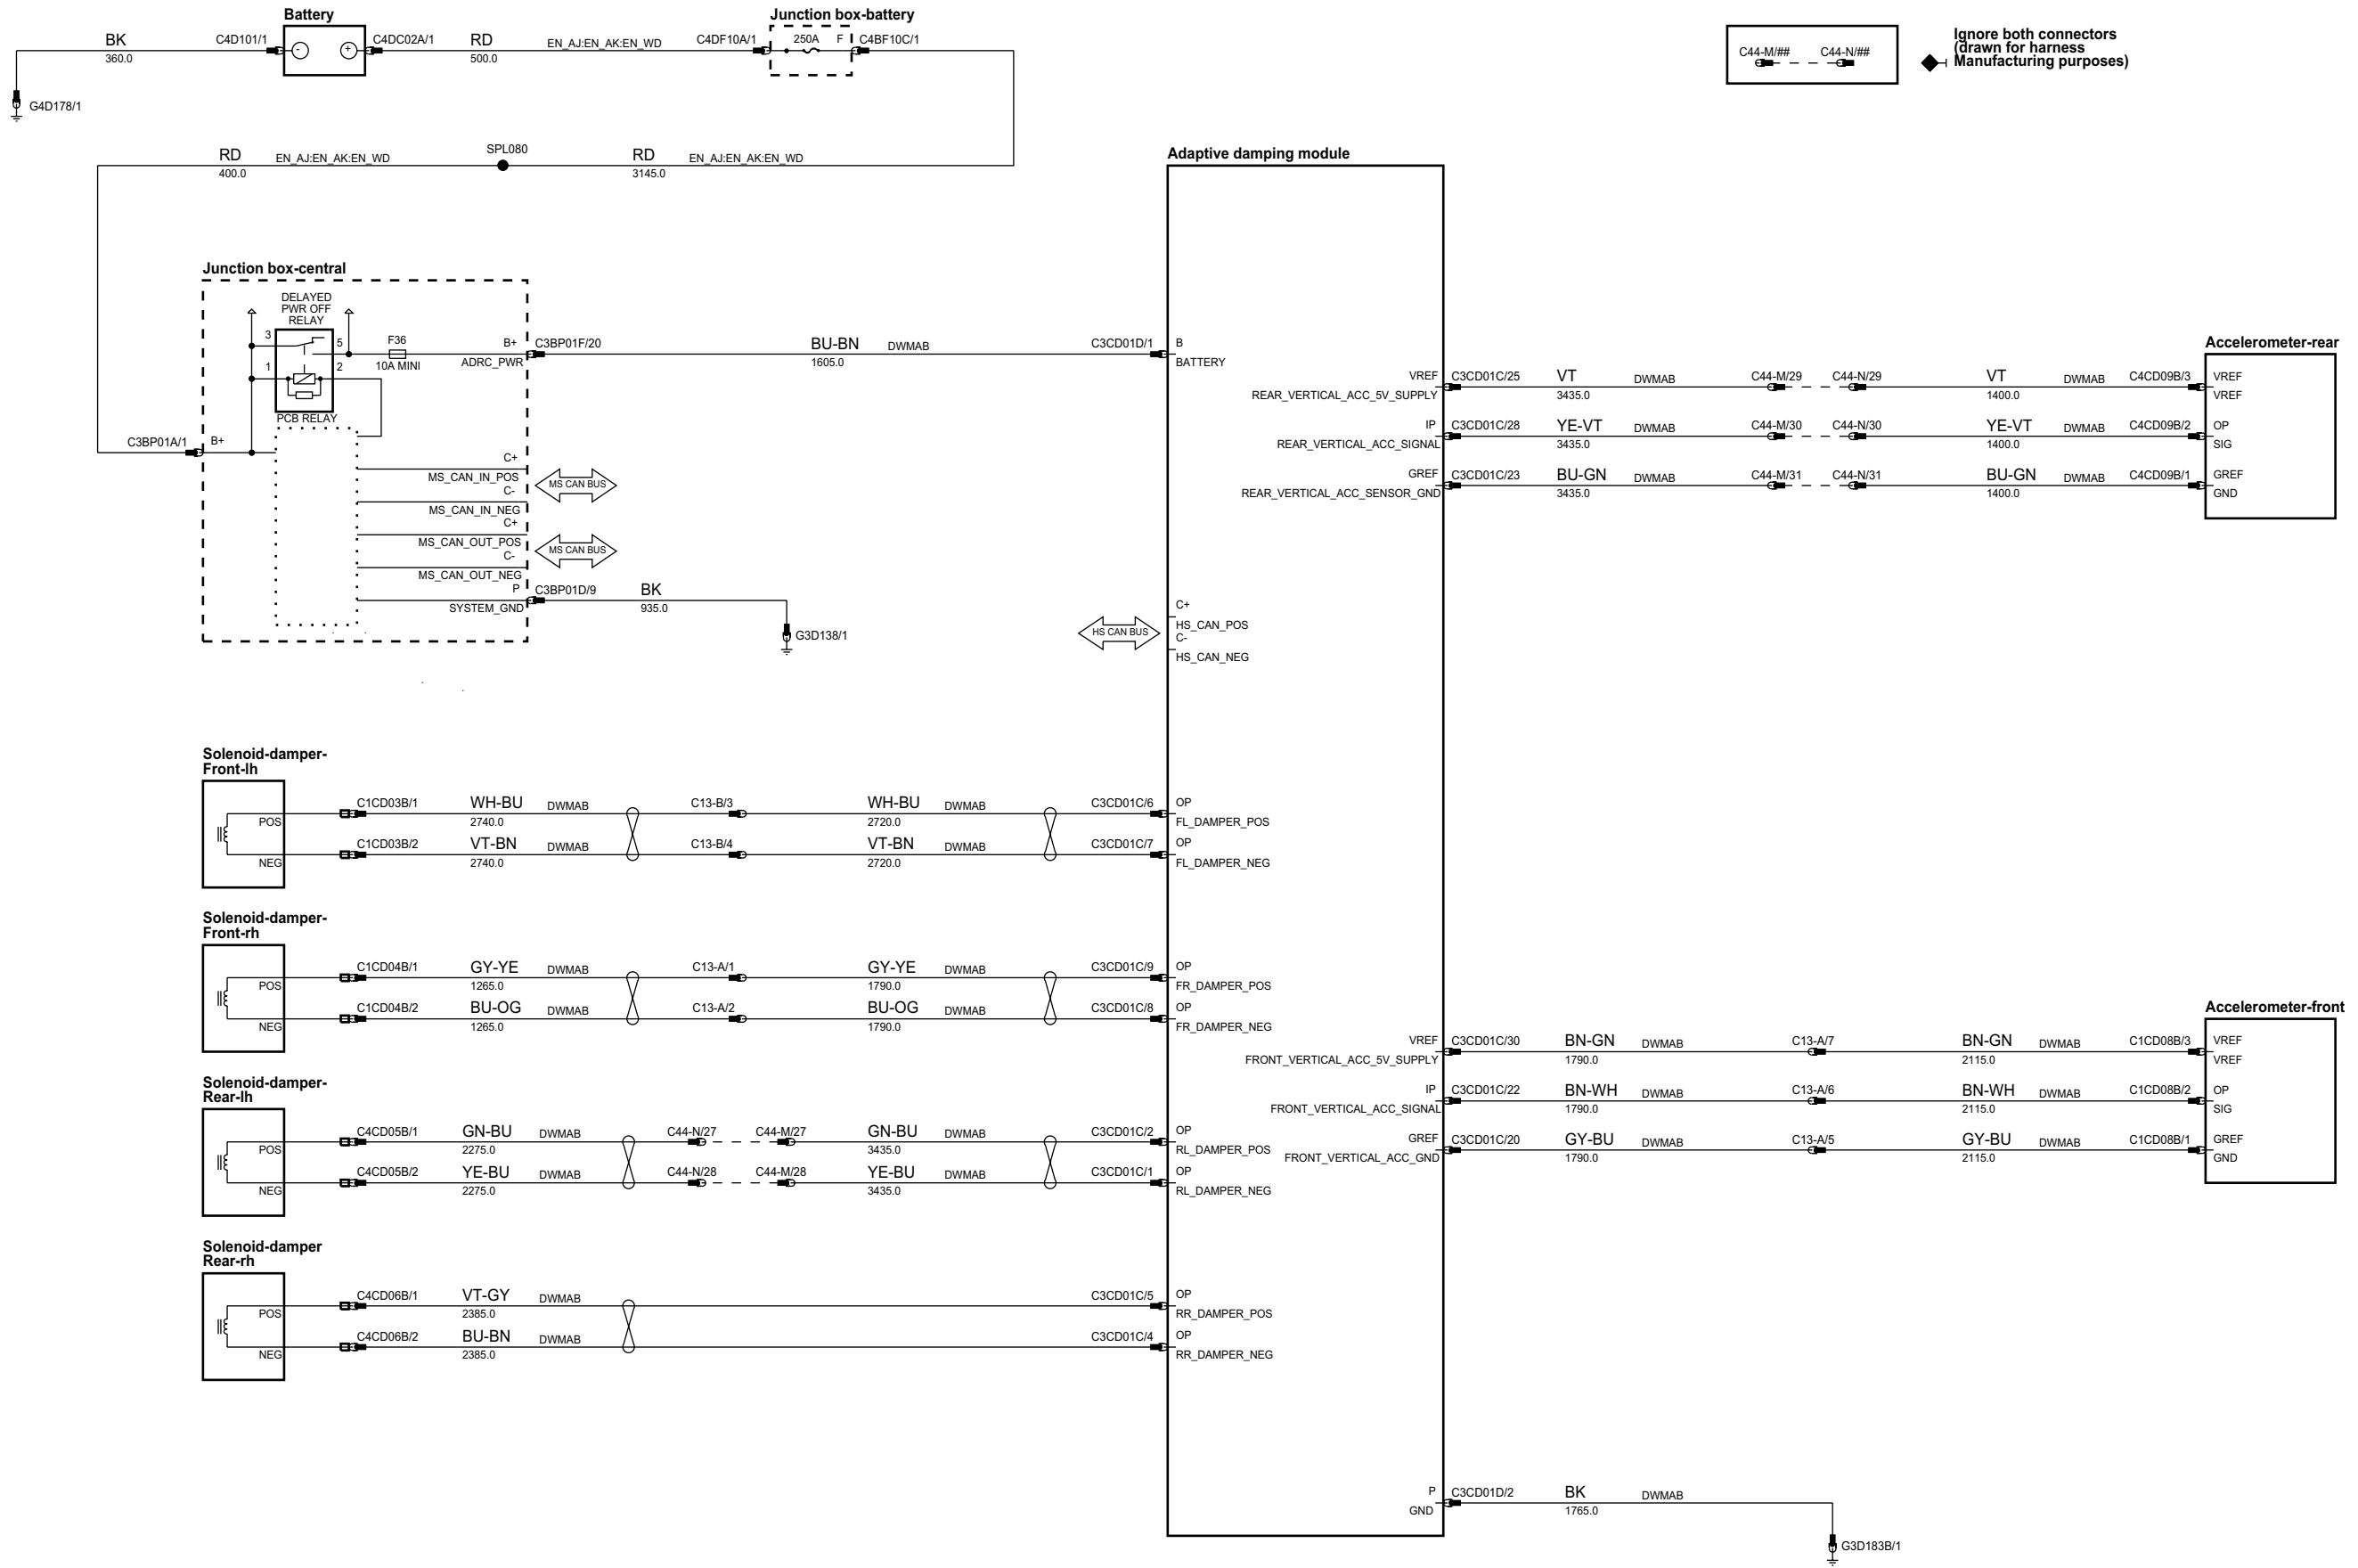 Battery
Junction box-battery
BK
360.0
C4D101/1
-
+
C4DC02A/1
RD
500.0
EN_AJ:EN_AK:EN_WD
C4DF10A/1
250A
F
C4BF10C/1
G4D178/1
C44-M/##
C44-N/##
Ignore both connectors
(drawn for harness
Manufacturing purposes)
RD
400.0
EN_AJ:EN_AK:EN_WD
SPL080
RD
3145.0
EN_AJ:EN_AK:EN_WD
Junction box-central
DELAYED
PWR OFF
RELAY
3
5
1
2
PCB RELAY
F36
10A MINI
B+
ADRC_PWR
C3BP01F/20
BU-BN
1605.0
DWMAB
C3CD01D/1
C3BP01A/1
B+
C+
MS_CAN_IN_POS
C-
MS_CAN_IN_NEG
C+
MS_CAN_OUT_POS
C-
MS_CAN_OUT_NEG
P
SYSTEM_GND
MS CAN BUS
MS CAN BUS
C3BP01D/9
BK
935.0
G3D138/1
Adaptive damping module
B
BATTERY
HS CAN BUS
C+
HS_CAN_POS
C-
HS_CAN_NEG
VREF
REAR_VERTICAL_ACC_5V_SUPPLY
C3CD01C/25
VT
3435.0
DWMAB
C44-M/29
C44-N/29
VT
1400.0
DWMAB
C4CD09B/3
IP
REAR_VERTICAL_ACC_SIGNAL
C3CD01C/28
YE-VT
3435.0
DWMAB
C44-M/30
C44-N/30
YE-VT
1400.0
DWMAB
C4CD09B/2
GREF
REAR_VERTICAL_ACC_SENSOR_GND
C3CD01C/23
BU-GN
3435.0
DWMAB
C44-M/31
C44-N/31
BU-GN
1400.0
DWMAB
C4CD09B/1
Accelerometer-rear
VREF
VREF
OP
SIG
GREF
GND
Solenoid-damper-
Front-lh
POS
NEG
C1CD03B/1
WH-BU
2740.0
DWMAB
C13-B/3
WH-BU
2720.0
DWMAB
C3CD01C/6
OP
FL_DAMPER_POS
C1CD03B/2
VT-BN
2740.0
DWMAB
C13-B/4
VT-BN
2720.0
DWMAB
C3CD01C/7
OP
FL_DAMPER_NEG
Solenoid-damper-
Front-rh
POS
NEG
C1CD04B/1
GY-YE
1265.0
DWMAB
C13-A/1
GY-YE
1790.0
DWMAB
C3CD01C/9
OP
FR_DAMPER_POS
C1CD04B/2
BU-OG
1265.0
DWMAB
C13-A/2
BU-OG
1790.0
DWMAB
C3CD01C/8
OP
FR_DAMPER_NEG
Solenoid-damper-
Rear-lh
POS
NEG
C4CD05B/1
GN-BU
2275.0
DWMAB
C44-N/27
C44-M/27
GN-BU
3435.0
DWMAB
C3CD01C/2
OP
RL_DAMPER_POS
C4CD05B/2
YE-BU
2275.0
DWMAB
C44-N/28
C44-M/28
YE-BU
3435.0
DWMAB
C3CD01C/1
OP
RL_DAMPER_NEG
Solenoid-damper
Rear-rh
POS
NEG
C4CD06B/1
VT-GY
2385.0
DWMAB
C3CD01C/5
OP
RR_DAMPER_POS
C4CD06B/2
BU-BN
2385.0
DWMAB
C3CD01C/4
OP
RR_DAMPER_NEG
VREF
FRONT_VERTICAL_ACC_5V_SUPPLY
C3CD01C/30
BN-GN
1790.0
DWMAB
C13-A/7
BN-GN
2115.0
DWMAB
C1CD08B/3
IP
FRONT_VERTICAL_ACC_SIGNAL
C3CD01C/22
BN-WH
1790.0
DWMAB
C13-A/6
BN-WH
2115.0
DWMAB
C1CD08B/2
GREF
FRONT_VERTICAL_ACC_GND
C3CD01C/20
GY-BU
1790.0
DWMAB
C13-A/5
GY-BU
2115.0
DWMAB
C1CD08B/1
Accelerometer-front
VREF
VREF
OP
SIG
GREF
GND
P
GND
C3CD01D/2
BK
1765.0
DWMAB
G3D183B/1